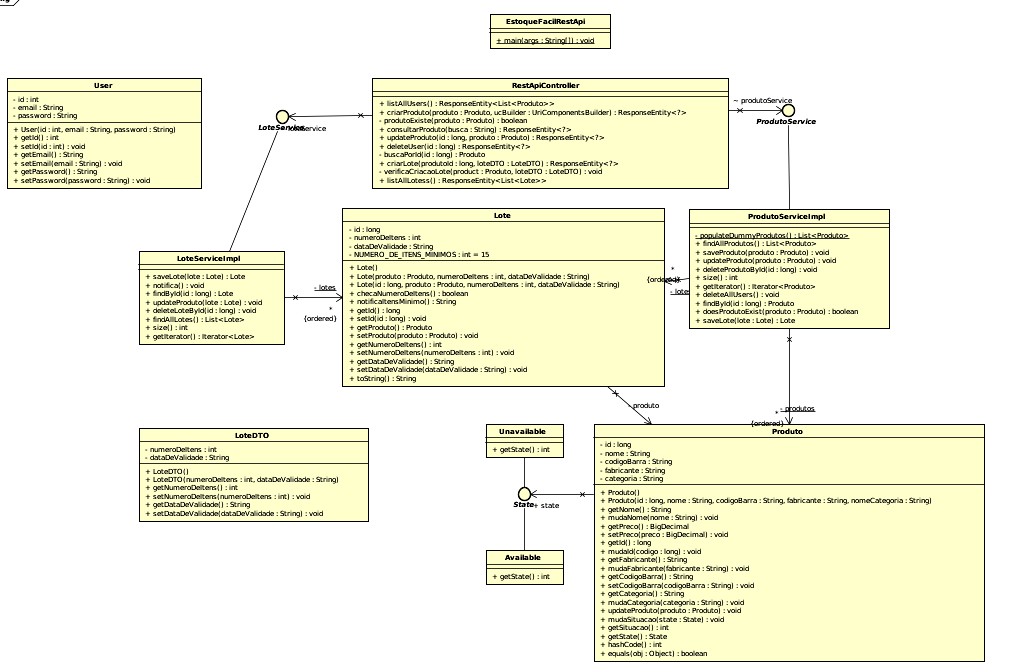 EstoqueFacilRestApi
+ main(args : String[]) : void
User
- id : int
- email : String
- password : String
+ User(id : int, email : String, password : String)
+ getId() : int
+ setId(id : int) : void
+ getEmail() : String
+ setEmail(email : String) : void
+ getPassword() : String
+ setPassword(password : String) : void
LoteService
RestApiController
+ listAllUsers() : ResponseEntity<List<Produto>>
+ criarProduto(produto : Produto, ucBuilder : UriComponentsBuilder) : ResponseEntity<?>
- produtoExiste(produto : Produto) : boolean
+ consultarProduto(busca : String) : ResponseEntity<?>
+ updateProduto(id : long, produto : Produto) : ResponseEntity<?>
+ deleteUser(id : long) : ResponseEntity<?>
- buscaPorId(id : long) : Produto
+ criarLote(produtoId : long, loteDTO : LoteDTO) : ResponseEntity<?>
- verificaCriacaoLote(product : Produto, loteDTO : LoteDTO) : void
+ listAllLotess() : ResponseEntity<List<Lote>>
~ produtoService
ProdutoService
LoteServiceImpl
+ saveLote(lote : Lote) : Lote
+ notifica() : void
+ findById(id : long) : Lote
+ updateProduto(lote : Lote) : void
+ deleteLoteById(id : long) : void
+ findAllLotes() : List<Lote>
+ size() : int
+ getIterator() : Iterator<Lote>
- lotes
*
{ordered}
Lote
- id : long
- numeroDeItens : int
- dataDeValidade : String
- NUMERO_DE_ITENS_MINIMOS : int = 15
+ Lote()
+ Lote(produto : Produto, numeroDeItens : int, dataDeValidade : String)
+ Lote(id : long, produto : Produto, numeroDeItens : int, dataDeValidade : String)
+ checaNumeroDeItens() : boolean
+ notificaItensMinimo() : String
+ getId() : long
+ setId(id : long) : void
+ getProduto() : Produto
+ setProduto(produto : Produto) : void
+ getNumeroDeItens() : int
+ setNumeroDeItens(numeroDeItens : int) : void
+ getDataDeValidade() : String
+ setDataDeValidade(dataDeValidade : String) : void
+ toString() : String
*
{ordered}
- lotes
ProdutoServiceImpl
- populateDummyProdutos() : List<Produto>
+ findAllProdutos() : List<Produto>
+ saveProduto(produto : Produto) : void
+ updateProduto(produto : Produto) : void
+ deleteProdutoById(id : long) : void
+ size() : int
+ getIterator() : Iterator<Produto>
+ deleteAllUsers() : void
+ findById(id : long) : Produto
+ doesProdutoExist(produto : Produto) : boolean
+ saveLote(lote : Lote) : Lote
- produto
- produtos
*
{ordered}
LoteDTO
- numeroDeItens : int
- dataDeValidade : String
+ LoteDTO()
+ LoteDTO(numeroDeItens : int, dataDeValidade : String)
+ getNumeroDeItens() : int
+ setNumeroDeItens(numeroDeItens : int) : void
+ getDataDeValidade() : String
+ setDataDeValidade(dataDeValidade : String) : void
Unavailable
+ getState() : int
State
+ state
Available
+ getState() : int
Produto
- id : long
- nome : String
- codigoBarra : String
- fabricante : String
- categoria : String
+ Produto()
+ Produto(id : long, nome : String, codigoBarra : String, fabricante : String, nomeCategoria : String)
+ getNome() : String
+ mudaNome(nome : String) : void
+ getPreco() : BigDecimal
+ setPreco(preco : BigDecimal) : void
+ getId() : long
+ mudaId(codigo : long) : void
+ getFabricante() : String
+ mudaFabricante(fabricante : String) : void
+ getCodigoBarra() : String
+ setCodigoBarra(codigoBarra : String) : void
+ getCategoria() : String
+ mudaCategoria(categoria : String) : void
+ updateProduto(produto : Produto) : void
+ mudaSituacao(state : State) : void
+ getSituacao() : int
+ getState() : State
+ hashCode() : int
+ equals(obj : Object) : boolean